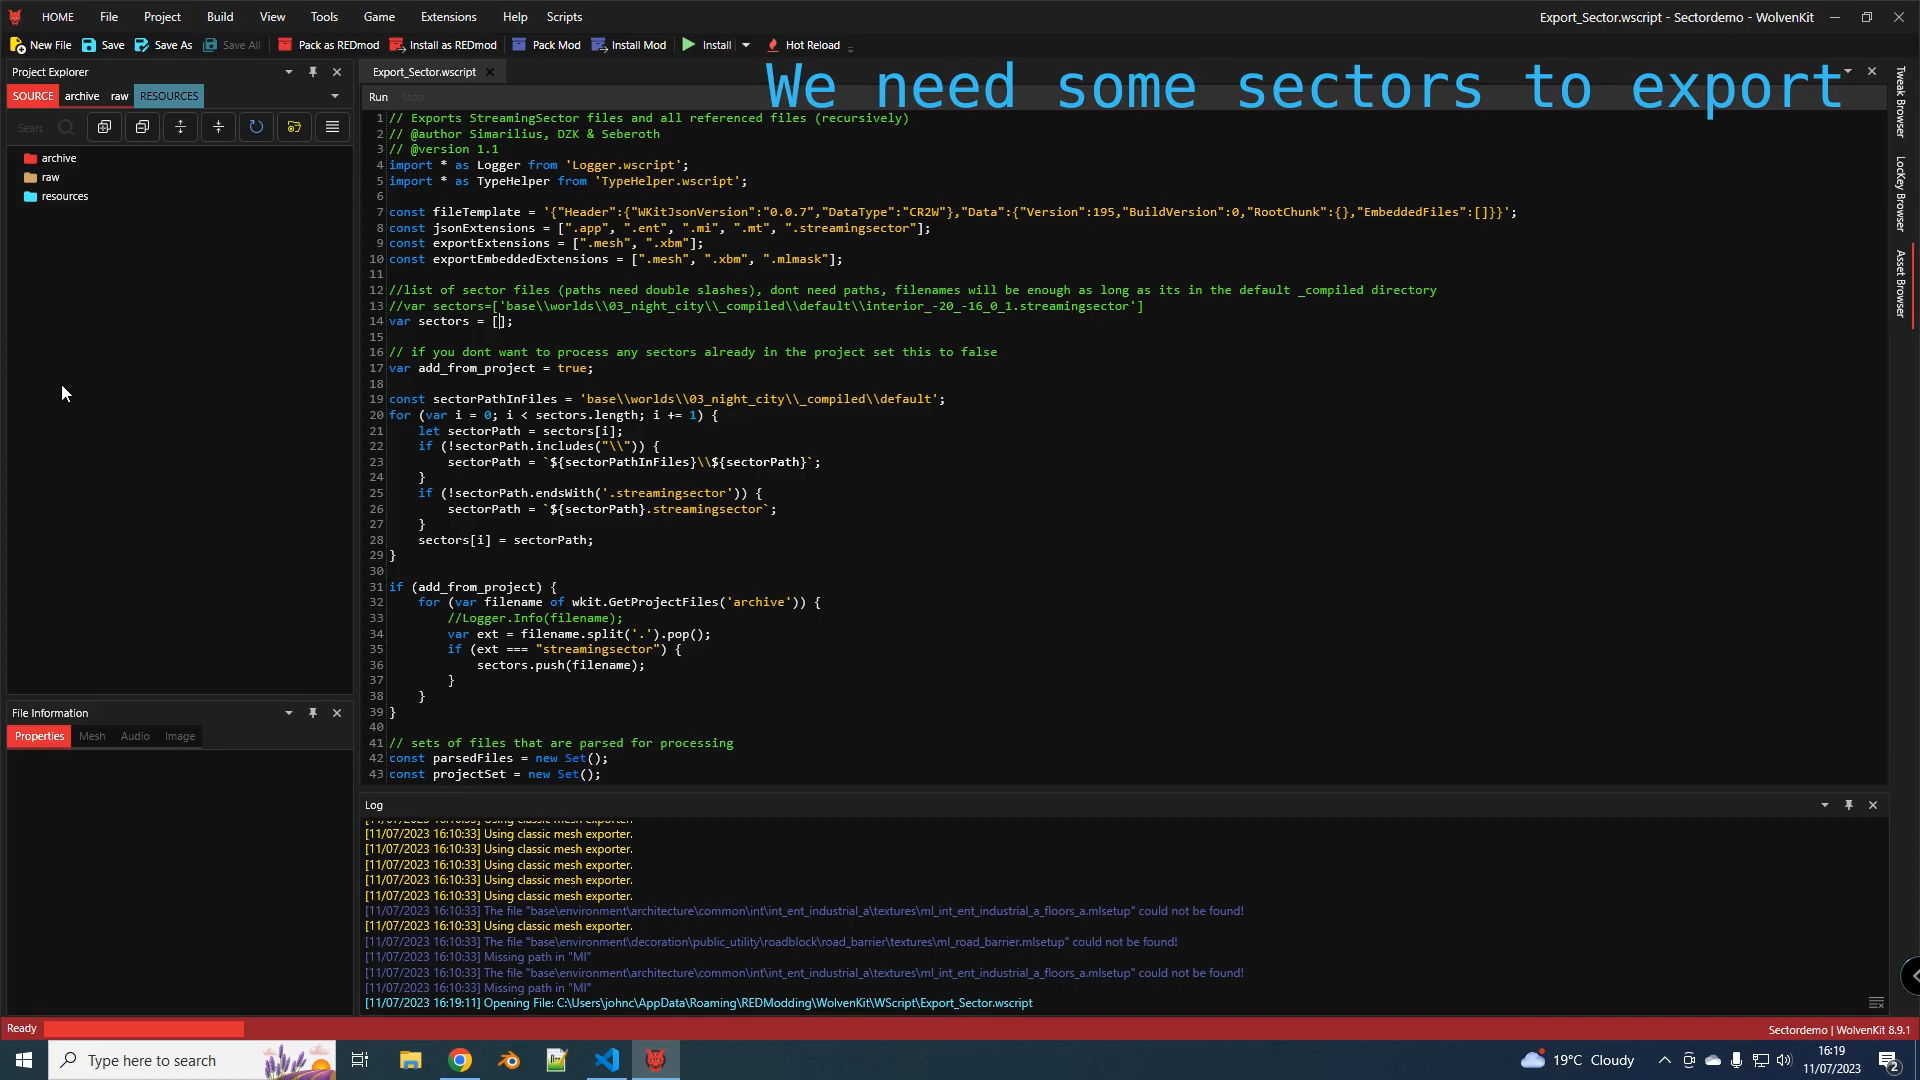 HOME File Project Build View Tools Game Extensions Help Scripts
Export_Sector.wscript - Sectordemo - WolvenKit
New File Save Save As Save All Pack as REDmod Install as REDmod Pack Mod Install Mod Install Hot Reload
We need some sectors to export
Project Explorer
SOURCE archive raw RESOURCES
Searc
archive
raw
resources
File Information
Properties Mesh Audio Image
Export_Sector.wscript
Run Stop
1 // Exports StreamingSector files and all referenced files (recursively)
2 // @author Simarilius, DZK & Seberoth
3 // @version 1.1
4 import * as Logger from 'Logger.wscript';
5 import * as TypeHelper from 'TypeHelper.wscript';
6
7 const fileTemplate = '{"Header":{"WKitJsonVersion":"0.0.7","DataType":"CR2W"},"Data":{"Version":195,"BuildVersion":0,"RootChunk":{},"EmbeddedFiles":[]}}';
8 const jsonExtensions = [".app", ".ent", ".mi", ".mt", ".streamingsector"];
9 const exportExtensions = [".mesh", ".xbm"];
10 const exportEmbeddedExtensions = [".mesh", ".xbm", ".mlmask"];
11
12 //list of sector files (paths need double slashes), dont need paths, filenames will be enough as long as its in the default _compiled directory
13 //var sectors=['base\\worlds\\03_night_city\\_compiled\\default\\interior_-20_-16_0_1.streamingsector']
14 var sectors = [];
15
16 // if you dont want to process any sectors already in the project set this to false
17 var add_from_project = true;
18
19 const sectorPathInFiles = 'base\\worlds\\03_night_city\\_compiled\\default';
20 for (var i = 0; i < sectors.length; i += 1) {
21 let sectorPath = sectors[i];
22 if (!sectorPath.includes("\\")) {
23 sectorPath = `${sectorPathInFiles}\\${sectorPath}`;
24 }
25 if (!sectorPath.endsWith('.streamingsector')) {
26 sectorPath = `${sectorPath}.streamingsector`;
27 }
28 sectors[i] = sectorPath;
29 }
30
31 if (add_from_project) {
32 for (var filename of wkit.GetProjectFiles('archive')) {
33 //Logger.Info(filename);
34 var ext = filename.split('.').pop();
35 if (ext === "streamingsector") {
36 sectors.push(filename);
37 }
38 }
39 }
40
41 // sets of files that are parsed for processing
42 const parsedFiles = new Set();
43 const projectSet = new Set();
Tweak Browser
LocKey Browser
Asset Browser
Log
[11/07/2023 16:10:33] Using classic mesh exporter.
[11/07/2023 16:10:33] Using classic mesh exporter.
[11/07/2023 16:10:33] Using classic mesh exporter.
[11/07/2023 16:10:33] Using classic mesh exporter.
[11/07/2023 16:10:33] Using classic mesh exporter.
[11/07/2023 16:10:33] Using classic mesh exporter.
[11/07/2023 16:10:33] The file "base\environment\architecture\common\int\int_ent_industrial_a\textures\ml_int_ent_industrial_a_floors_a.mlsetup" could not be found!
[11/07/2023 16:10:33] Using classic mesh exporter.
[11/07/2023 16:10:33] The file "base\environment\decoration\public_utility\roadblock\road_barrier\textures\ml_road_barrier.mlsetup" could not be found!
[11/07/2023 16:10:33] Missing path in "MI"
[11/07/2023 16:10:33] The file "base\environment\architecture\common\int\int_ent_industrial_a\textures\ml_int_ent_industrial_a_floors_a.mlsetup" could not be found!
[11/07/2023 16:10:33] Missing path in "MI"
[11/07/2023 16:19:11] Opening File: C:\Users\johnc\AppData\Roaming\REDModding\WolvenKit\WScript\Export_Sector.wscript
Ready
Sectordemo | WolvenKit 8.9.1
Type here to search
19°C Cloudy
16:19
11/07/2023
2